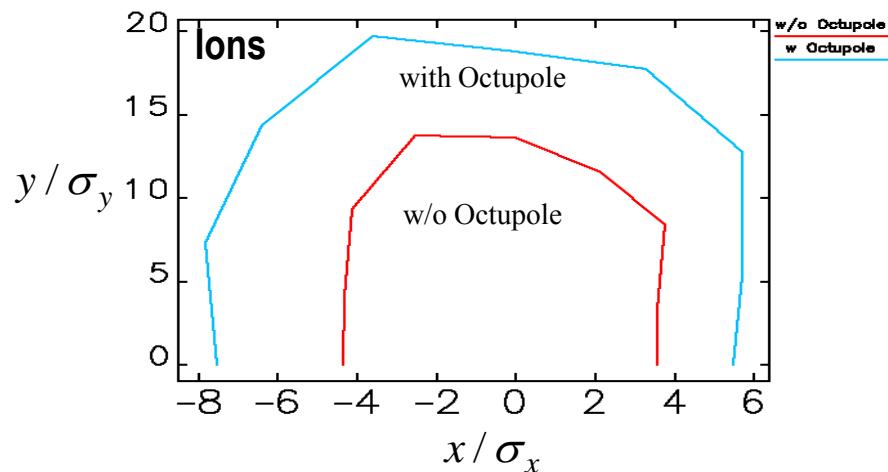 Ions
w/o Octupole
w Octupole
with Octupole
w/o Octupole
y / σy
20
15
10
5
0
-8 -6 -4 -2 0 2 4 6
x / σx